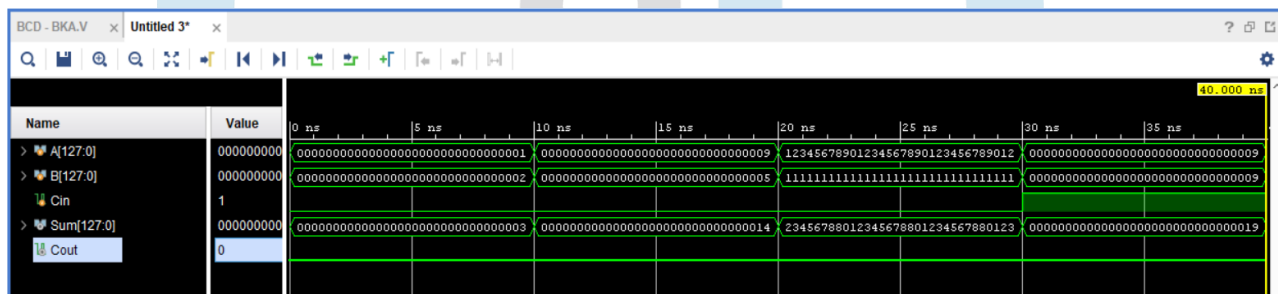 BCD - BKA.V × Untitled 3* × ?
40.000 ns
Name Value 0 ns 5 ns 10 ns 15 ns 20 ns 25 ns 30 ns 35 ns
> A[127:0] 000000000 00000000000000000000000000000001 00000000000000000000000000000009 12345678901234567890123456789012 00000000000000000000000000000009
> B[127:0] 000000000 00000000000000000000000000000002 00000000000000000000000000000005 11111111111111111111111111111111 00000000000000000000000000000009
Cin 1
> Sum[127:0] 000000000 00000000000000000000000000000003 00000000000000000000000000000014 23456788012345678801234567880123 00000000000000000000000000000019
Cout 0